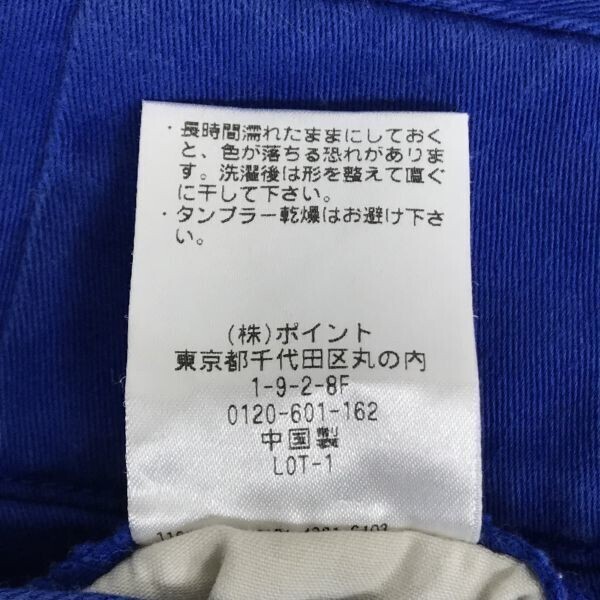 ・長時間濡れたままにしておく
と、色が落ちる恐れがありま
す。洗濯後は形を整えて直ぐ
に干して下さい。
・タンブラー乾燥はお避け下さ
い。
(株)ポイント
東京都千代田区丸の内
1-9-2-8F
0120-601-162
中国製
LOT-1